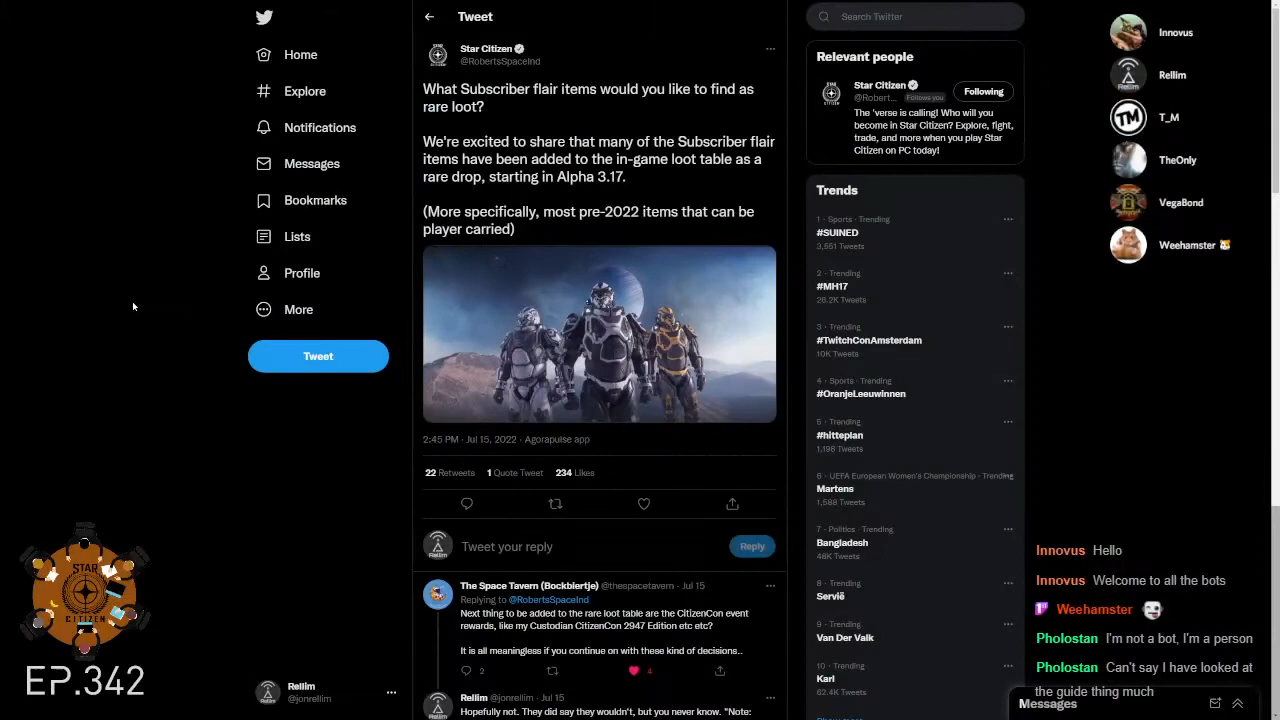 Home
Explore
Notifications
Messages
Bookmarks
Lists
Profile
More
Tweet
Rellim
@jonrellim
STAR
CITIZEN
EP.342
Tweet
Star Citizen
@RobertsSpaceInd
What Subscriber flair items would you like to find as
rare loot?
We're excited to share that many of the Subscriber flair
items have been added to the in-game loot table as a
rare drop, starting in Alpha 3.17.
(More specifically, most pre-2022 items that can be
player carried)
2:45 PM · Jul 15, 2022 · Agorapulse app
22 Retweets 1 Quote Tweet 234 Likes
Rellim
Tweet your reply
Reply
The Space Tavern (Bockbiertje) @thespacetavern · Jul 15
Replying to @RobertsSpaceInd
Next thing to be added to the rare loot table are the CitizenCon event
rewards, like my Custodian CitizenCon 2947 Edition etc etc?
It is all meaningless if you continue on with these kind of decisions..
2
4
Rellim @jonrellim · Jul 15
Hopefully not. They did say they wouldn't, but you never know. "Note:
Rellim
Search Twitter
Relevant people
Star Citizen
@Robert... Follows you
Following
The 'verse is calling! Who will you
become in Star Citizen? Explore, fight,
trade, and more when you play Star
Citizen on PC today!
Trends
1 · Sports · Trending
#SUINED
3,551 Tweets
2 · Trending
#MH17
26.2K Tweets
3 · Trending
#TwitchConAmsterdam
10K Tweets
4 · Sports · Trending
#OranjeLeeuwinnen
5 · Trending
#hitteplan
1,198 Tweets
6 · UEFA European Women's Championship · Trending
Martens
1,588 Tweets
7 · Politics · Trending
Bangladesh
48K Tweets
8 · Trending
Servië
9 · Trending
Van Der Valk
10 · Trending
Karl
62.4K Tweets
Innovus
Rellim
Rellim
TM
T_M
TheOnly
VegaBond
Weehamster
Innovus Hello
Innovus Welcome to all the bots
Weehamster
Pholostan I'm not a bot, I'm a person
Pholostan Can't say I have looked at
the guide thing much
Messages